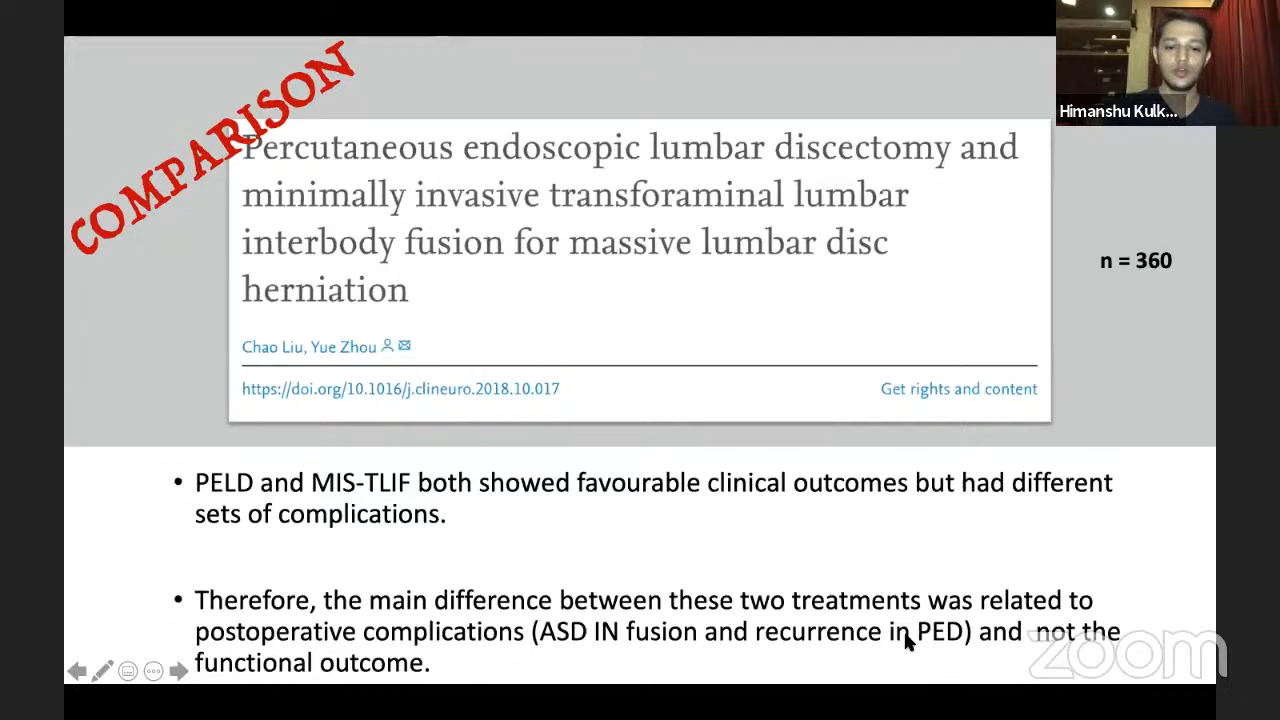 COMPARISON
Himanshu Kulk...
Percutaneous endoscopic lumbar discectomy and
minimally invasive transforaminal lumbar
interbody fusion for massive lumbar disc
herniation
n = 360
Chao Liu, Yue Zhou
https://doi.org/10.1016/j.clineuro.2018.10.017 Get rights and content
• PELD and MIS-TLIF both showed favourable clinical outcomes but had different
sets of complications.
• Therefore, the main difference between these two treatments was related to
postoperative complications (ASD IN fusion and recurrence in PED) and not the
functional outcome.
zoom